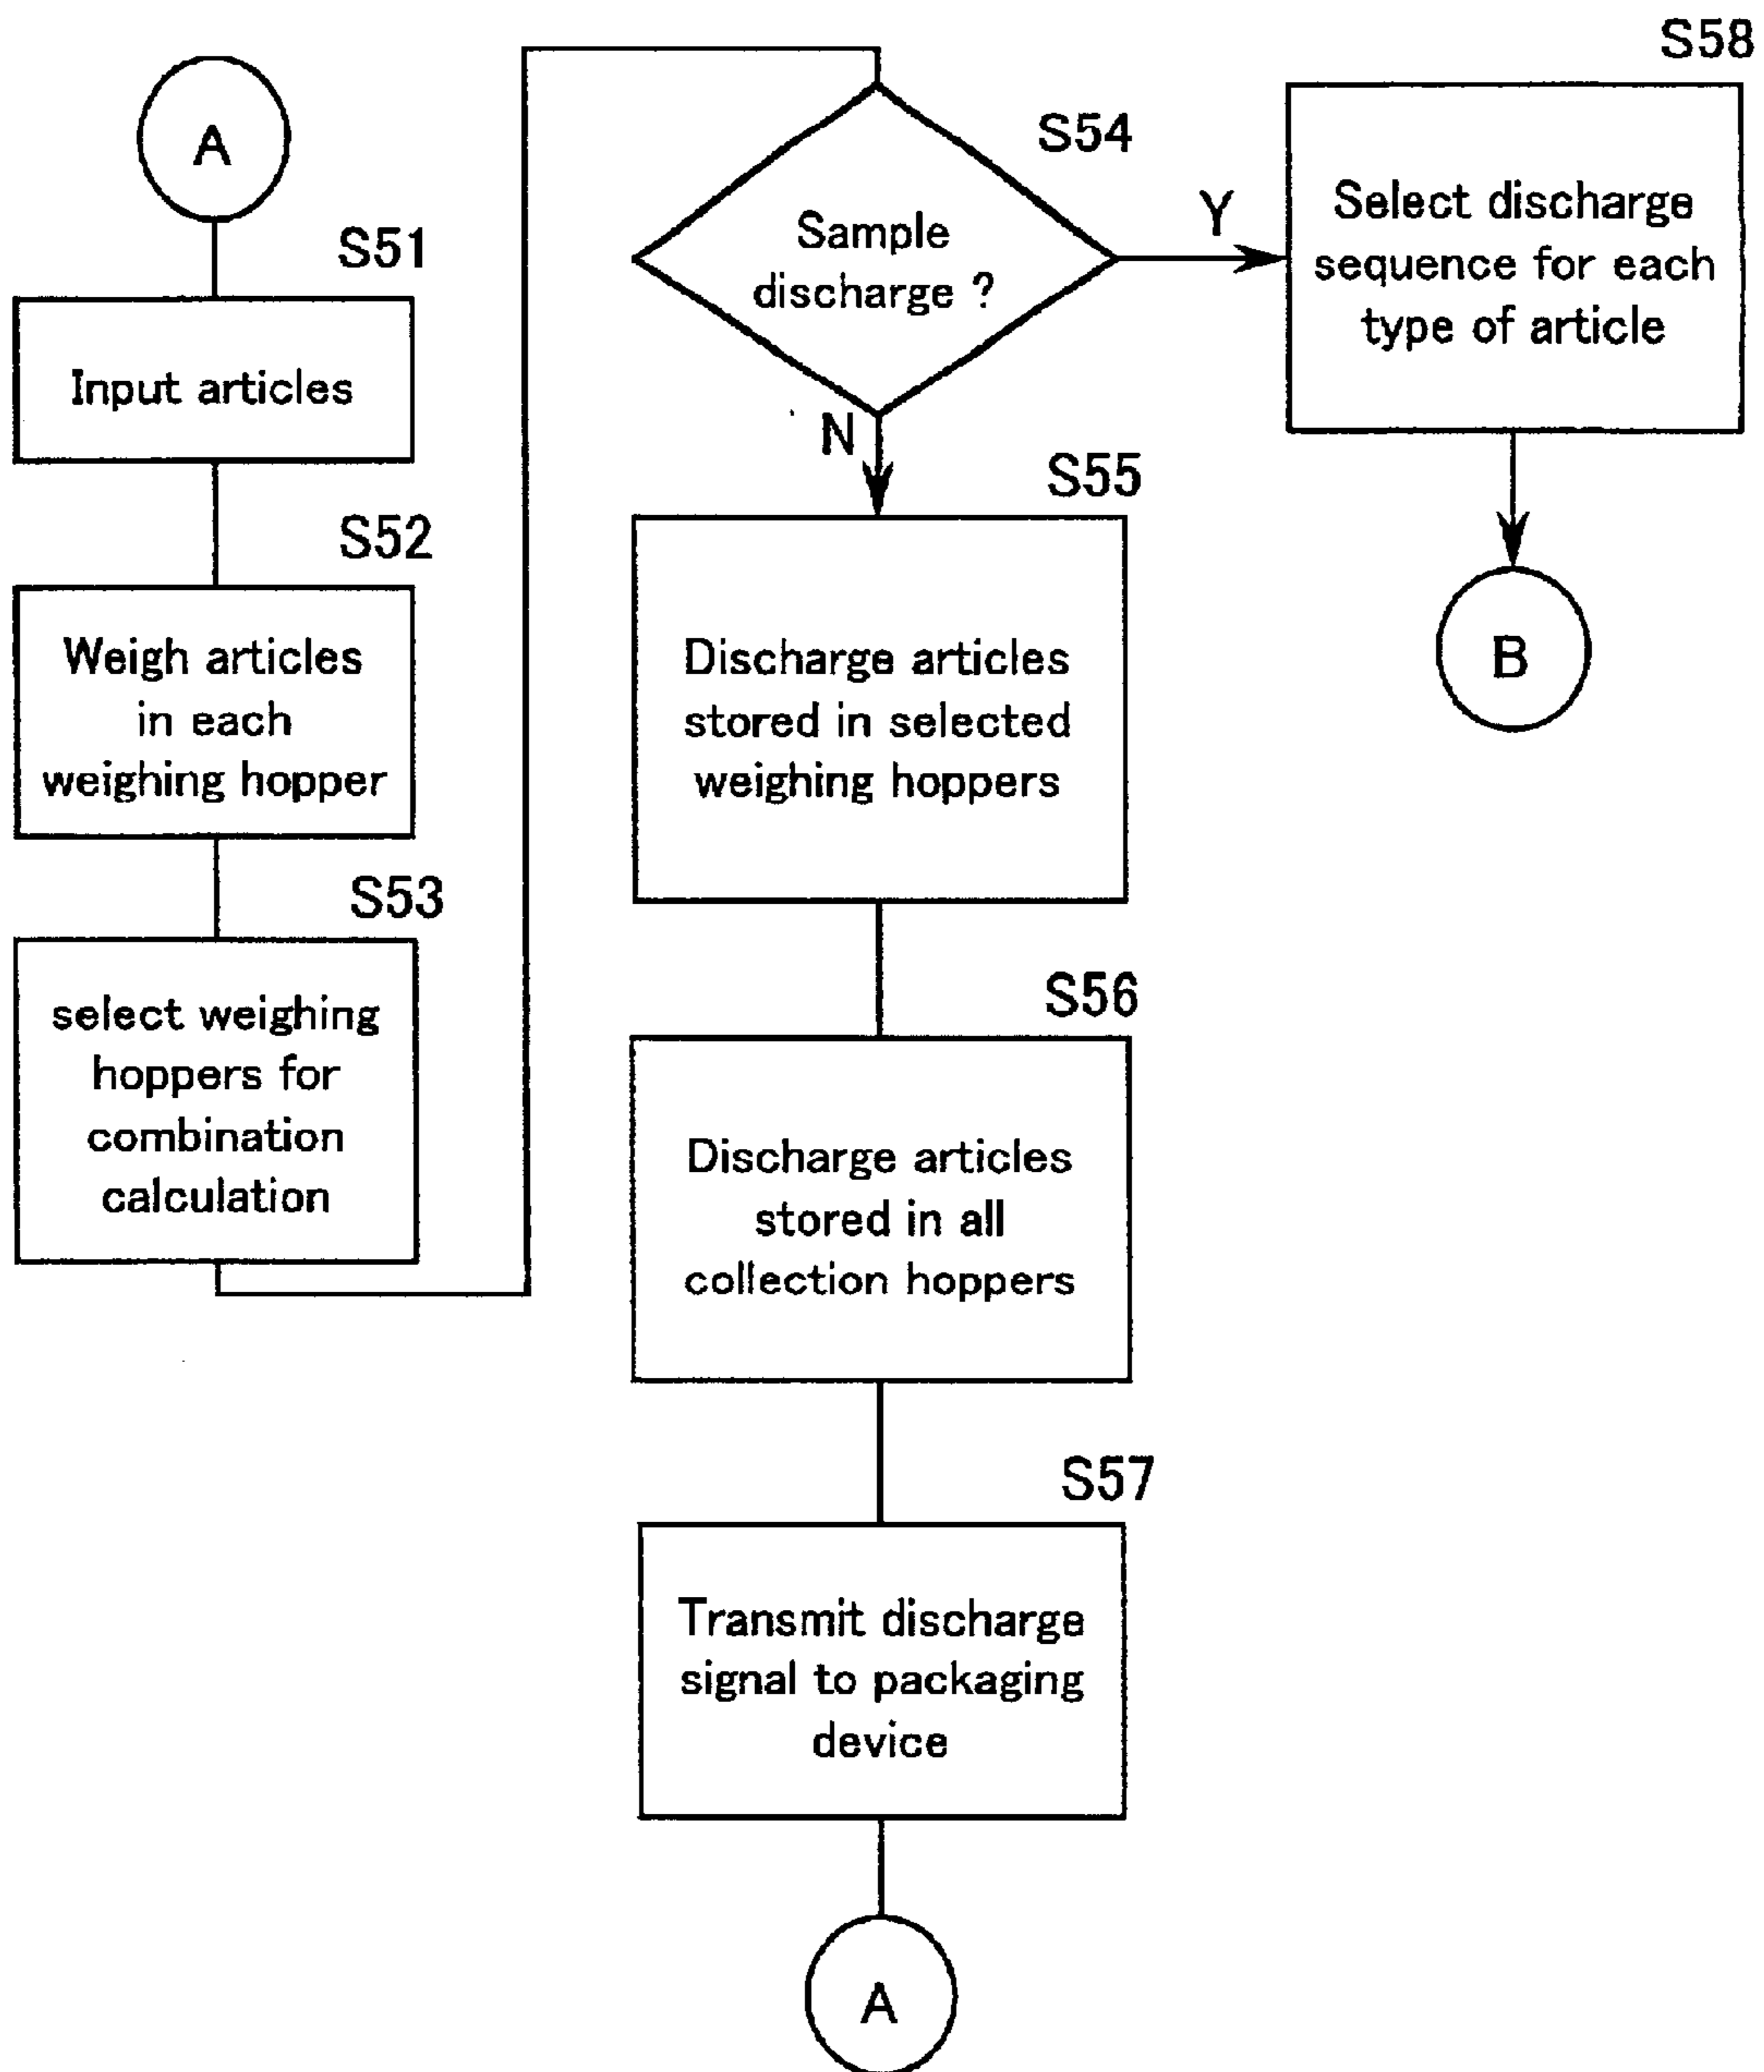 A
S51
Input articles
S52
Weigh articles
in each
weighing hopper
S53
select weighing
hoppers for
combination
calculation
S54
Sample
discharge ?
Y
N
S55
Discharge articles
stored in selected
weighing hoppers
S56
Discharge articles
stored in all
collection hoppers
S57
Transmit discharge
signal to packaging
device
A
S58
Select discharge
sequence for each
type of article
B